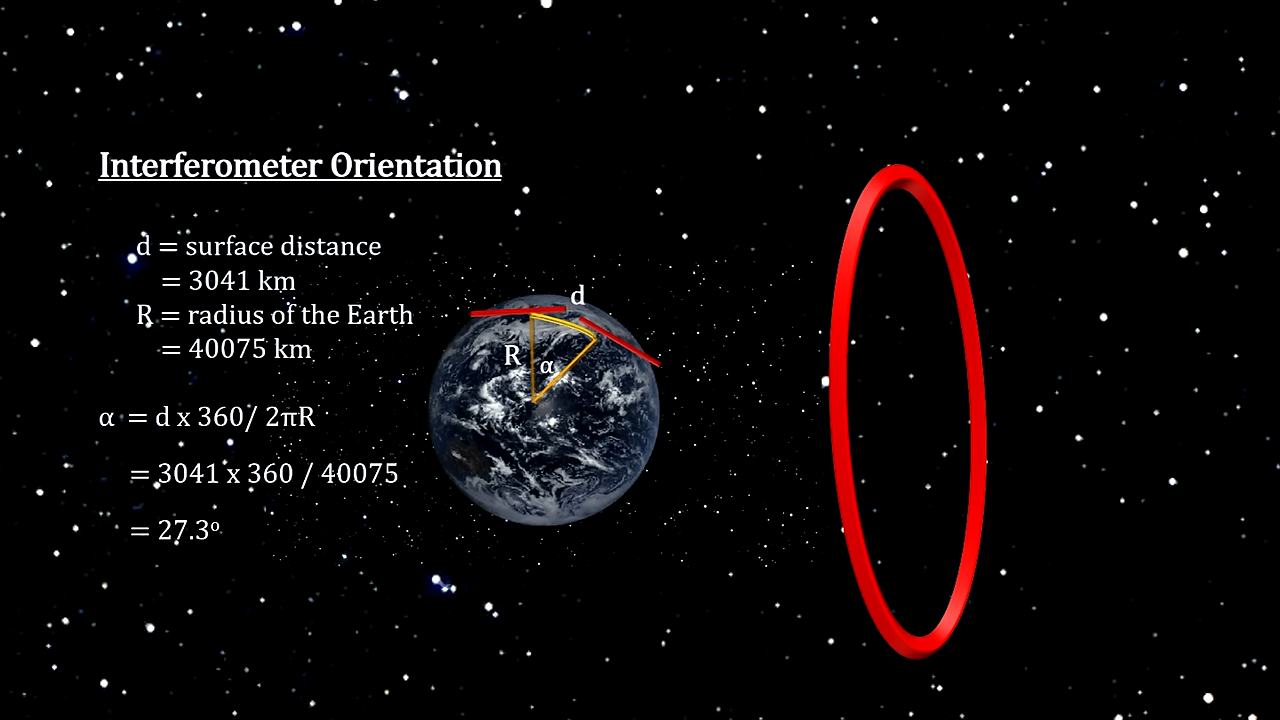 Interferometer Orientation
d = surface distance
= 3041 km
R = radius of the Earth
= 40075 km
α = d x 360/ 2πR
= 3041 x 360 / 40075
= 27.3º
d
R
α